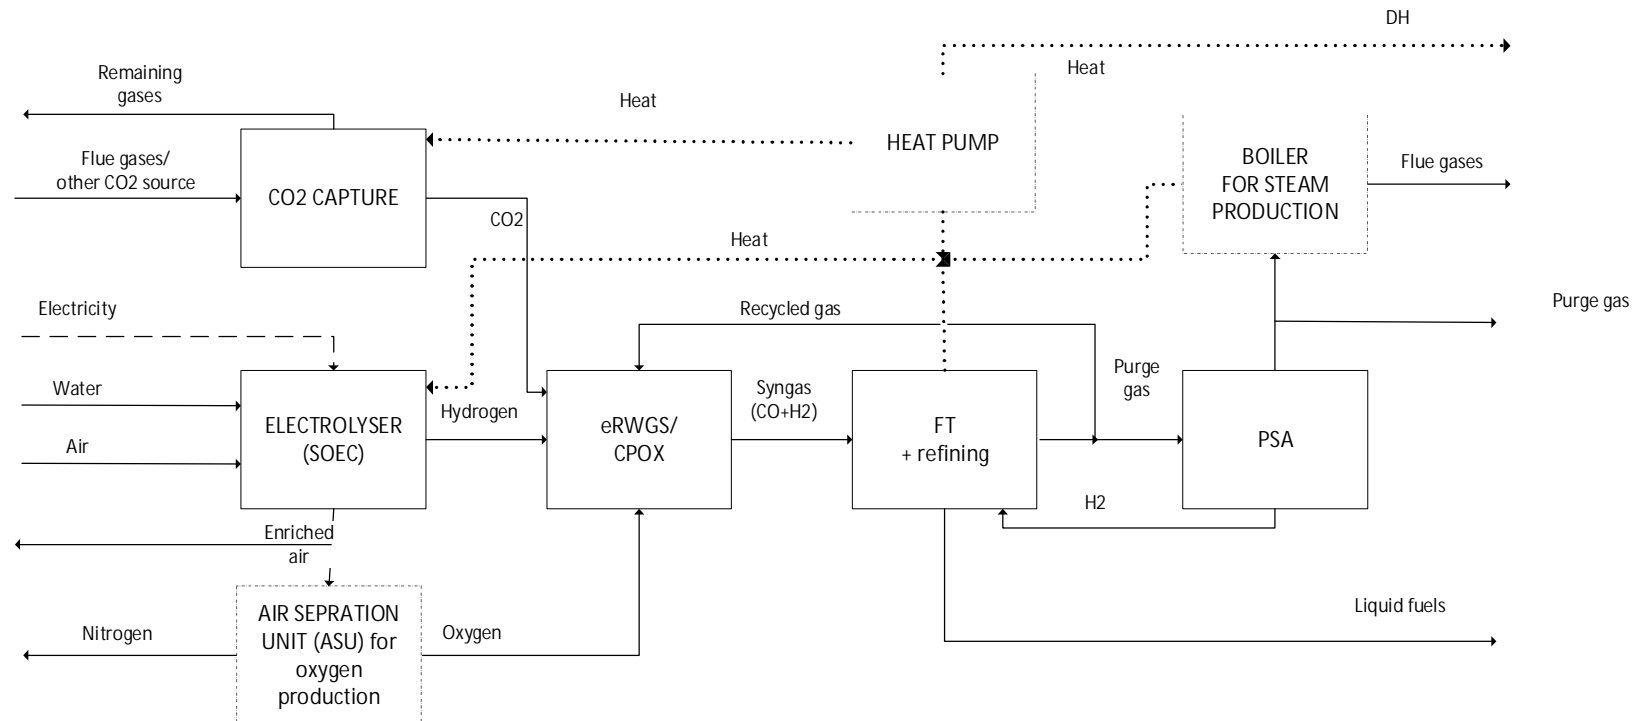 DH
Heat
Remaining
gases
Heat
HEAT PUMP
BOILER
FOR STEAM
PRODUCTION
Flue gases
Flue gases/
other CO2 source
CO2 CAPTURE
CO2
Heat
Electricity
Recycled gas
Purge gas
Water
Hydrogen
Syngas
(CO+H2)
Purge
gas
ELECTROLYSER
(SOEC)
eRWGS/
CPOX
FT
+ refining
PSA
Air
H2
Enriched
air
Liquid fuels
AIR SEPRATION
UNIT (ASU) for
oxygen
production
Nitrogen
Oxygen